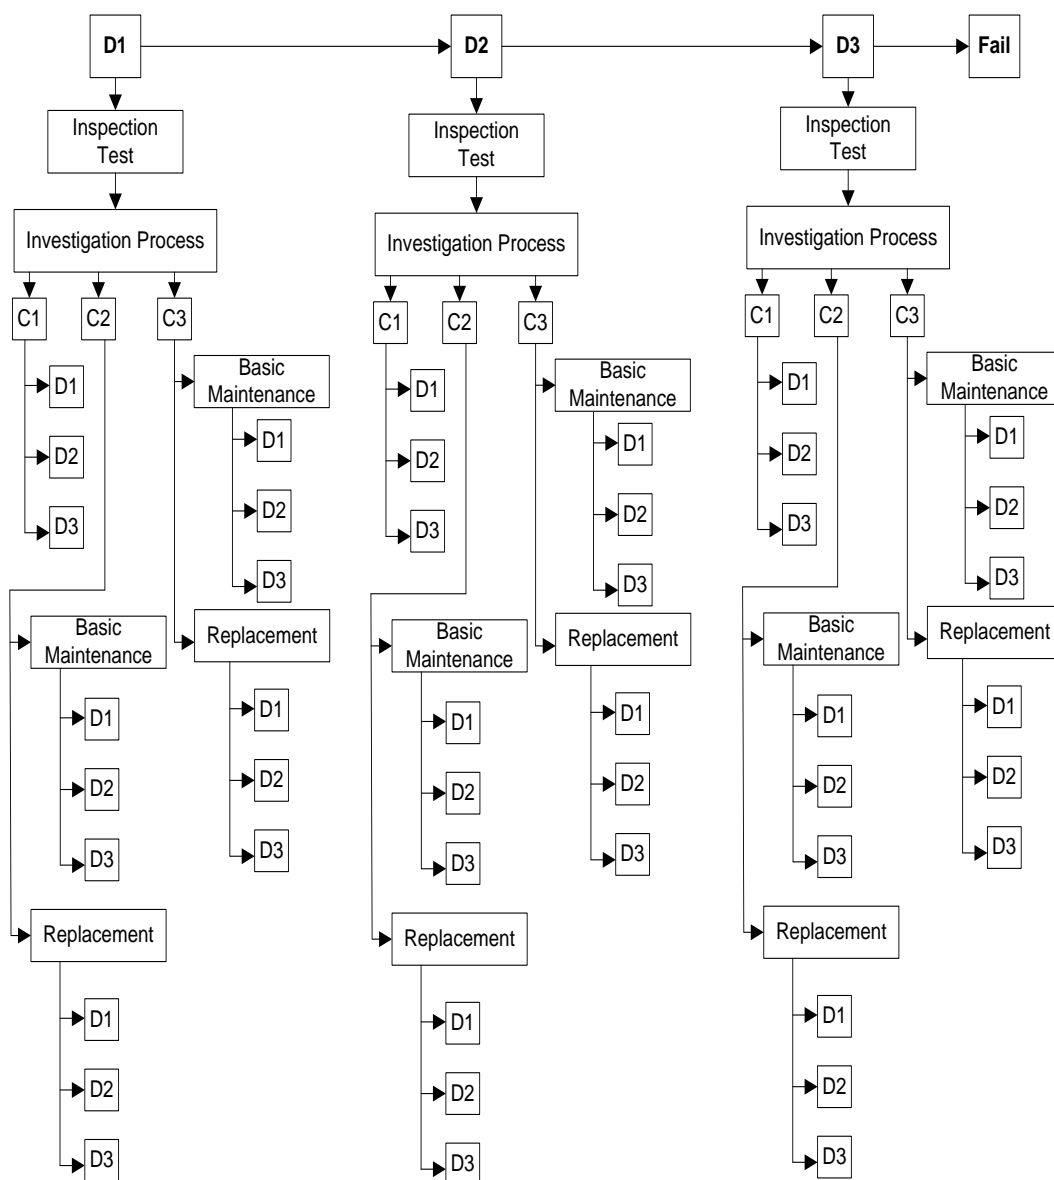 D1
D2
D3
Fail
Inspection
Test
Inspection
Test
Inspection
Test
Investigation Process
Investigation Process
Investigation Process
C1
C2
C3
C1
C2
C3
C1
C2
C3
D1
D2
D3
Basic
Maintenance
D1
D2
D3
Basic
Maintenance
D1
D2
D3
Replacement
D1
D2
D3
Replacement
D1
D2
D3
D1
D2
D3
Basic
Maintenance
D1
D2
D3
Basic
Maintenance
D1
D2
D3
Replacement
D1
D2
D3
Replacement
D1
D2
D3
D1
D2
D3
Basic
Maintenance
D1
D2
D3
Basic
Maintenance
D1
D2
D3
Replacement
D1
D2
D3
Replacement
D1
D2
D3